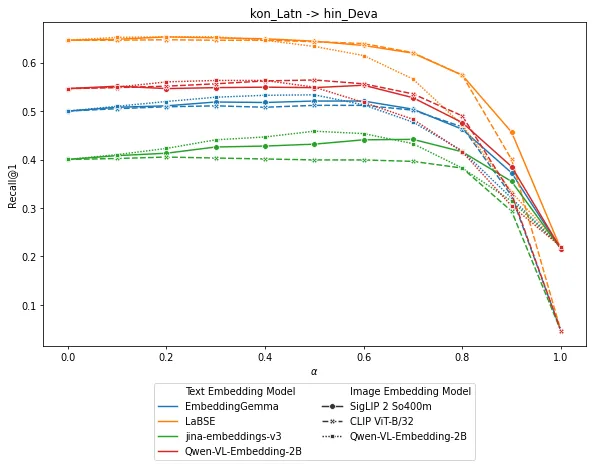 kon_Latn -> hin_Deva
Recall@1
0.6
0.5
0.4
0.3
0.2
0.1
0.0 0.2 0.4 0.6 0.8 1.0
α
Text Embedding Model Image Embedding Model
EmbeddingGemma SigLIP 2 So400m
LaBSE CLIP ViT-B/32
jina-embeddings-v3 Qwen-VL-Embedding-2B
Qwen-VL-Embedding-2B